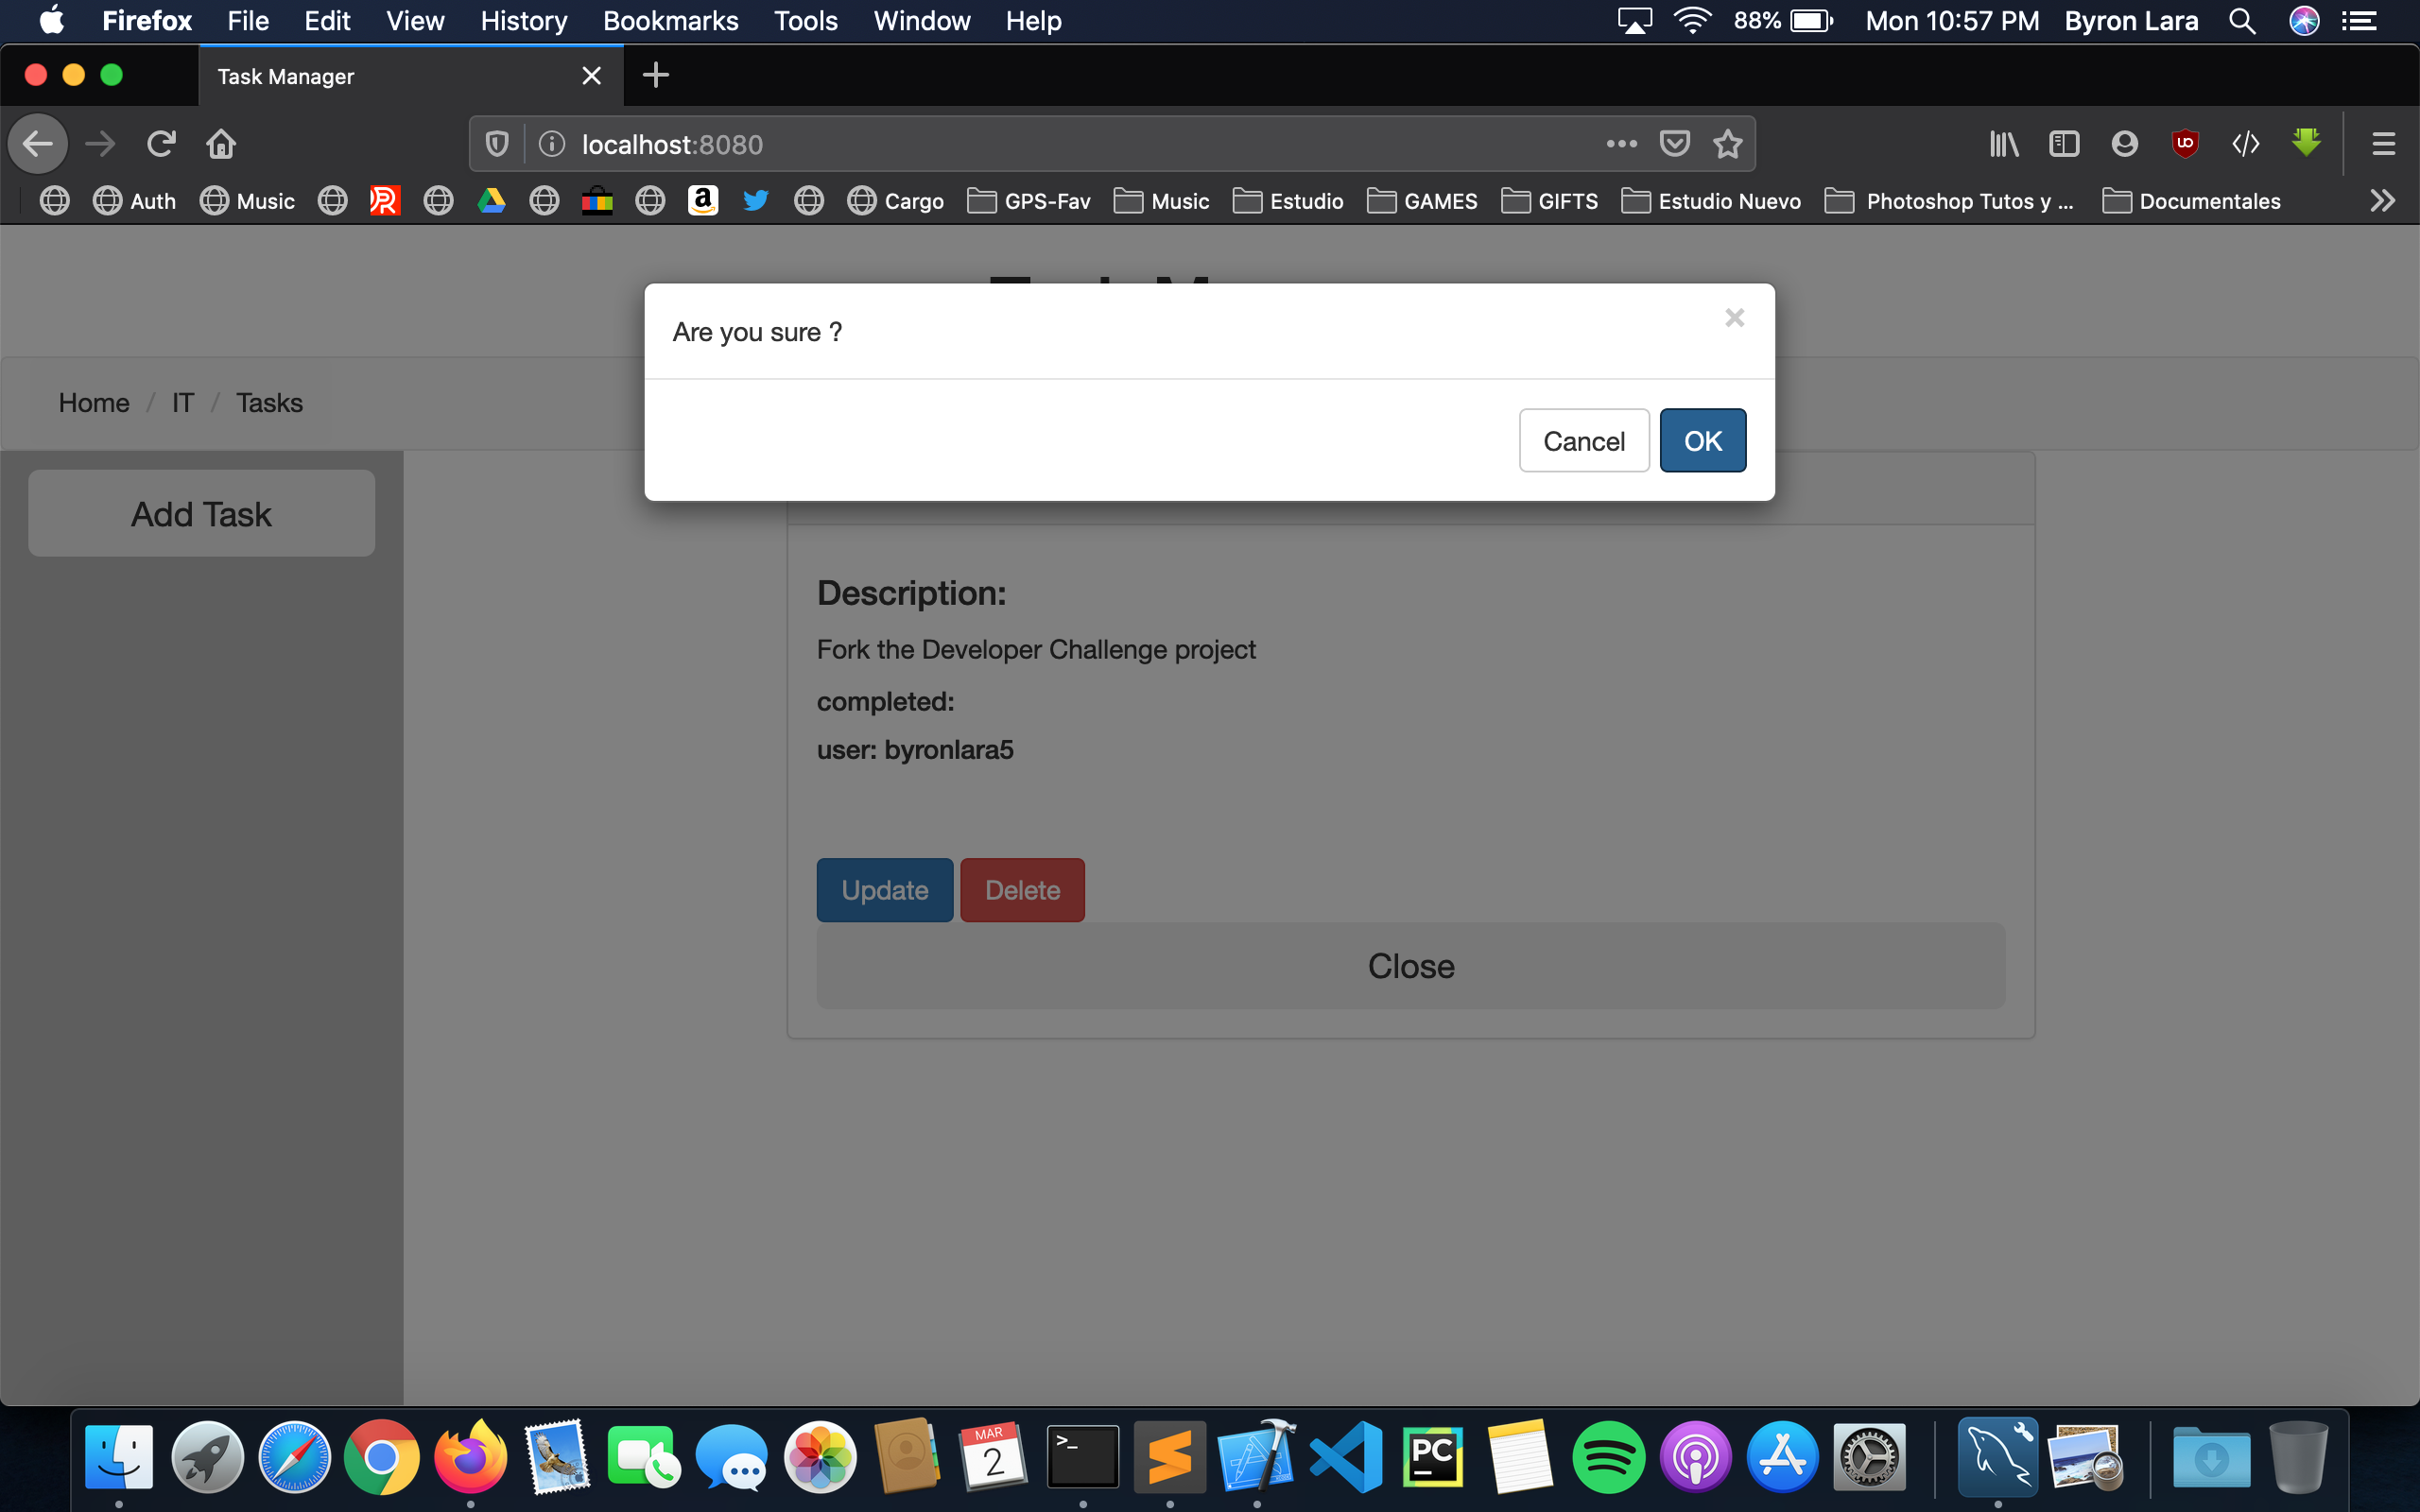 Firefox File Edit View History Bookmarks Tools Window Help 88% Mon 10:57 PM Byron Lara
Task Manager
localhost:8080
Auth Music Cargo GPS-Fav Music Estudio GAMES GIFTS Estudio Nuevo Photoshop Tutos y ... Documentales
Are you sure ?
×
Home / IT / Tasks
Cancel OK
Add Task
Description:
Fork the Developer Challenge project
completed:
user: byronlara5
Update Delete
Close
MAR
2
>_
PC